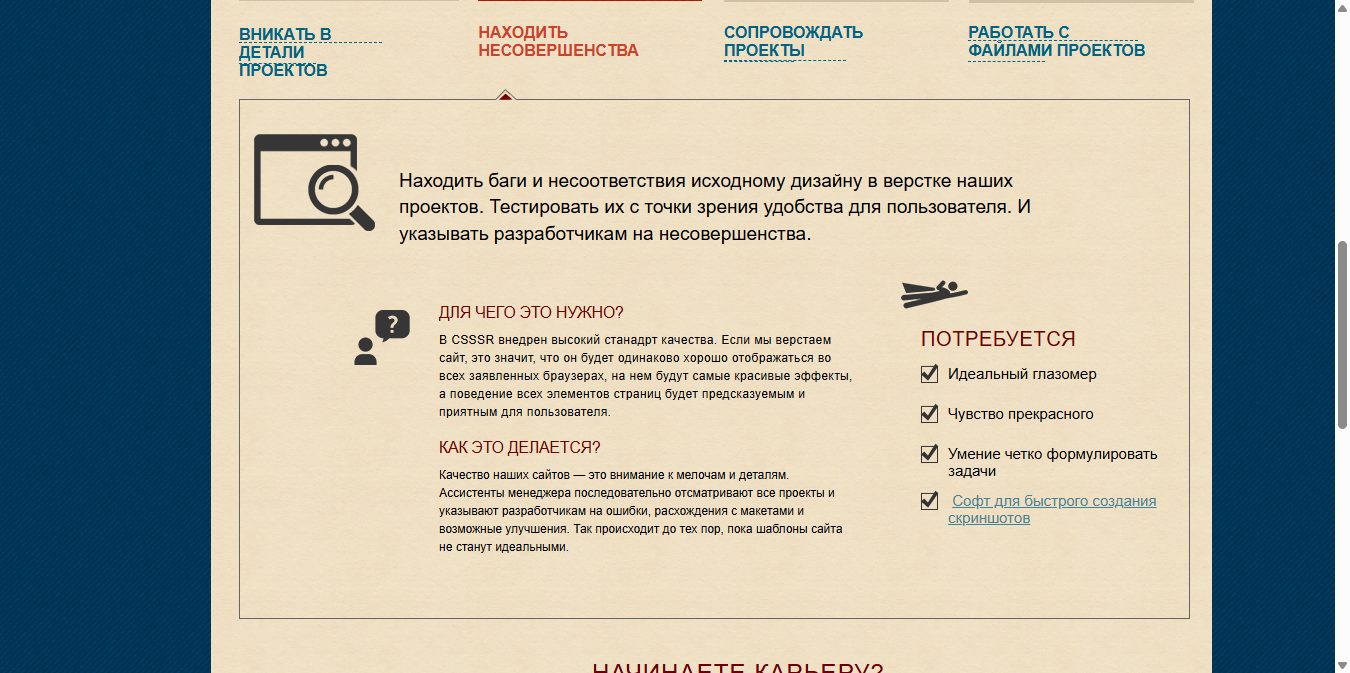 ВНИКАТЬ В
ДЕТАЛИ
ПРОЕКТОВ
НАХОДИТЬ
НЕСОВЕРШЕНСТВА
СОПРОВОЖДАТЬ
ПРОЕКТЫ
РАБОТАТЬ С
ФАЙЛАМИ ПРОЕКТОВ
Находить баги и несоответствия исходному дизайну в верстке наших
проектов. Тестировать их с точки зрения удобства для пользователя. И
указывать разработчикам на несовершенства.
?
ДЛЯ ЧЕГО ЭТО НУЖНО?
В CSSSR внедрен высокий станадрт качества. Если мы верстаем
сайт, это значит, что он будет одинаково хорошо отображаться во
всех заявленных браузерах, на нем будут самые красивые эффекты,
а поведение всех элементов страниц будет предсказуемым и
приятным для пользователя.
КАК ЭТО ДЕЛАЕТСЯ?
Качество наших сайтов — это внимание к мелочам и деталям.
Ассистенты менеджера последовательно отсматривают все проекты и
указывают разработчикам на ошибки, расхождения с макетами и
возможные улучшения. Так происходит до тех пор, пока шаблоны сайта
не станут идеальными.
ПОТРЕБУЕТСЯ
Идеальный глазомер
Чувство прекрасного
Умение четко формулировать
задачи
Софт для быстрого создания
скриншотов
НАЧИНАЕТЕ КАРЬЕРУ?